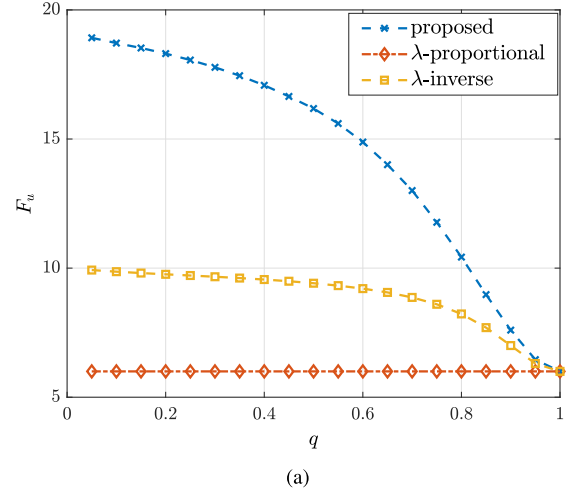 proposed
λ-proportional
λ-inverse
20
15
10
5
F_u
0 0.2 0.4 0.6 0.8 1
q
(a)